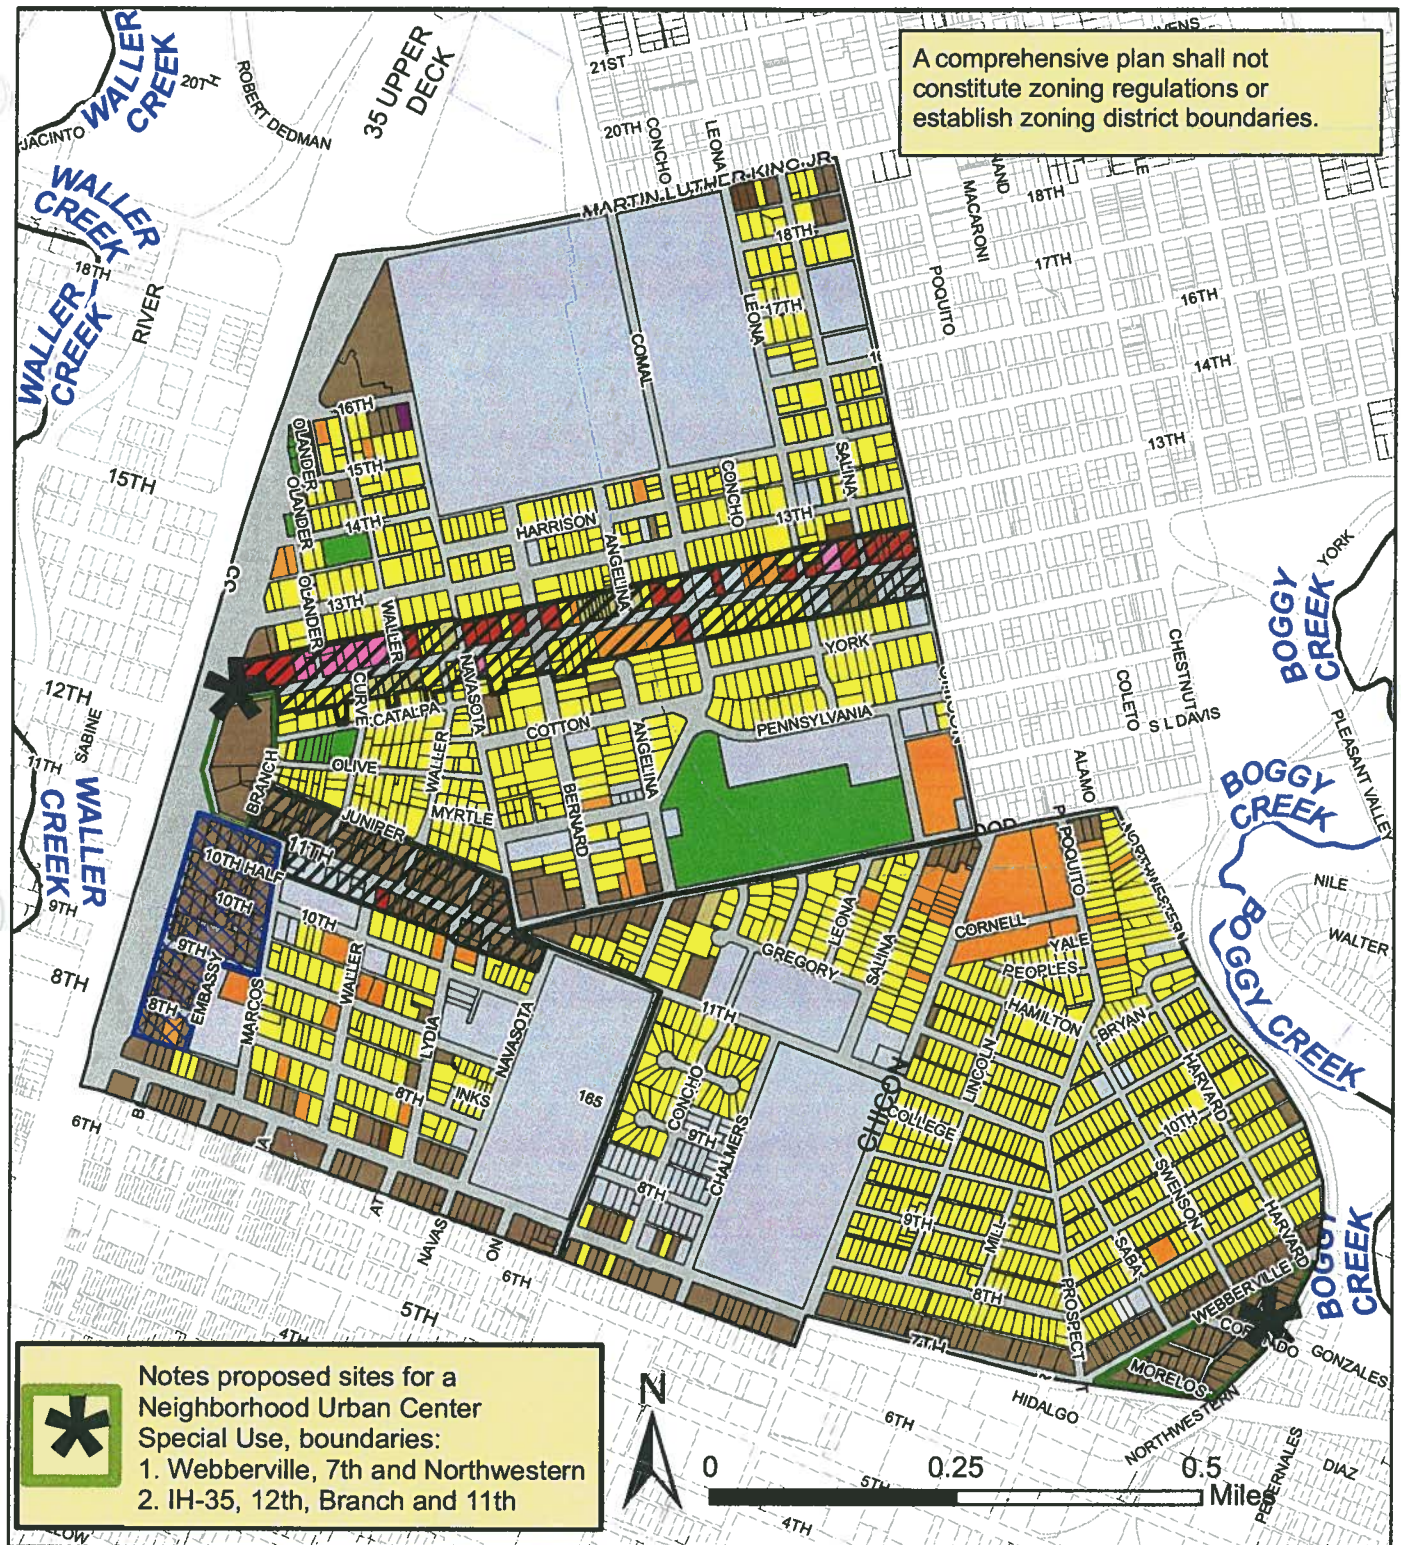 WALLER
CREEK
20TH
ROBERT DEDMAN
35 UPPER
DECK
21ST
A comprehensive plan shall not
constitute zoning regulations or
establish zoning district boundaries.
JACINTO
20TH
CONCHO
LEONA
MARTIN LUTHER KING JR
MACARONI
18TH
WALLER
CREEK
18TH
RIVER
18TH
17TH
POQUITO
16TH
WALLER
CREEK
LEONA
17TH
COMAL
14TH
16TH
OLANDER
15TH
13TH
15TH
OLANDER
14TH
CONCHO
SALINA
HARRISON
13TH
ANGELINA
YORK
BOGGY
CREEK
35
13TH
OLANDER
WALLER
YORK
CHESTNUT
COLETO
S L DAVIS
12TH
SABINE
CURVE
CATALPA
NAVASOTA
COTTON
PENNSYLVANIA
PLEASANT VALLEY
11TH
BRANCH
OLIVE
WALLER
ANGELINA
ALAMO
BOGGY
CREEK
WALLER
CREEK
JUNIPER
MYRTLE
BERNARD
POQUITO
NORTHWESTERN
10TH HALF
11TH
NILE
9TH
10TH
10TH
WALTER
9TH
EMBASSY
WALLER
GREGORY
LEONA
SALINA
CORNELL
YALE
PEOPLES
BOGGY CREEK
8TH
8TH
MARCOS
LYDIA
NAVASOTA
11TH
HAMILTON
BRYAN
8TH
INKS
165
CONCHO
9TH
CHALMERS
8TH
CHICON
COLLEGE
LINCOLN
HARVARD
10TH
SWENSON
6TH
B
A
AT
NAVAS
ON
6TH
5TH
4TH
9TH
MILL
8TH
SABA
PROSPECT
HARVARD
BOGGY
CREEK
WEBBERVILLE
GONZALES
7TH
MORELOS
HIDALGO
NORTHWESTERN
6TH
5TH
4TH
PEDERNALES
DIAZ
Notes proposed sites for a
Neighborhood Urban Center
Special Use, boundaries:
1. Webberville, 7th and Northwestern
2. IH-35, 12th, Branch and 11th
N
0 0.25 0.5
Miles